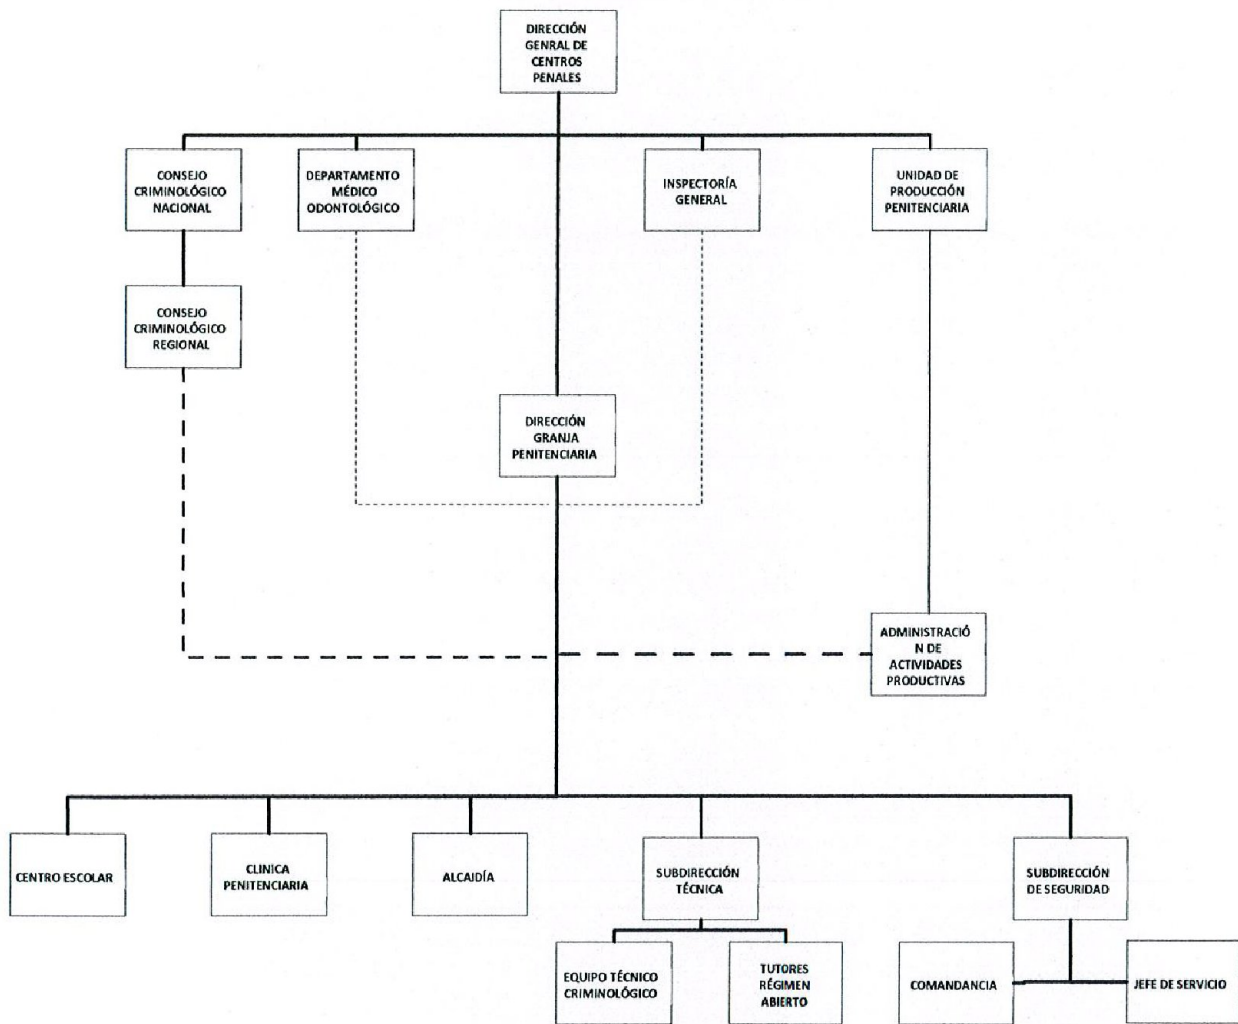 DIRECCIÓN
GENRAL DE
CENTROS
PENALES
CONSEJO
CRIMINOLÓGICO
NACIONAL
DEPARTAMENTO
MÉDICO
ODONTOLÓGICO
INSPECTORÍA
GENERAL
UNIDAD DE
PRODUCCIÓN
PENITENCIARIA
CONSEJO
CRIMINOLÓGICO
REGIONAL
DIRECCIÓN
GRANJA
PENITENCIARIA
ADMINISTRACIÓ
N DE
ACTIVIDADES
PRODUCTIVAS
CENTRO ESCOLAR
CLINICA
PENITENCIARIA
ALCAIDÍA
SUBDIRECCIÓN
TÉCNICA
SUBDIRECCIÓN
DE SEGURIDAD
EQUIPO TÉCNICO
CRIMINOLÓGICO
TUTORES
RÉGIMEN
ABIERTO
COMANDANCIA
JEFE DE SERVICIO